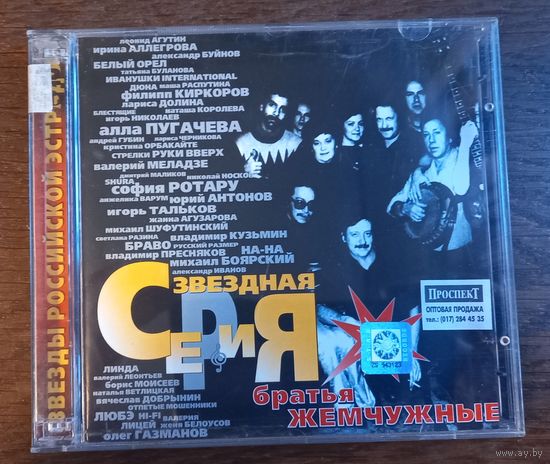 леонид АГУТИН
ирина АЛЛЕГРОВА
александр БУЙНОВ
БЕЛЫЙ ОРЕЛ
татьяна БУЛАНОВА
ИВАНУШКИ INTERNATIONAL
ДЮНА маша РАСПУТИНА
филипп КИРКОРОВ
лариса ДОЛИНА
БЛЕСТЯЩИЕ наташа КОРОЛЕВА
игорь НИКОЛАЕВ
алла ПУГАЧЕВА
андрей ГУБИН лариса ЧЕРНИКОВА
кристина ОРБАКАЙТЕ
СТРЕЛКИ РУКИ ВВЕРХ
валерий МЕЛАДЗЕ
дмитрий МАЛИКОВ николай НОСКОВ
SHURA
софия РОТАРУ
анжелика ВАРУМ юрий АНТОНОВ
игорь ТАЛЬКОВ
жанна АГУЗАРОВА
михаил ШУФУТИНСКИЙ
светлана РАЗИНА владимир КУЗЬМИН
БРАВО РУССКИЙ РАЗМЕР НА-НА
владимир ПРЕСНЯКОВ
михаил БОЯРСКИЙ
александр ИВАНОВ
ЗВЕЗДНАЯ
СЕРИЯ
ЛИНДА
валерий ЛЕОНТЬЕВ
борис МОИСЕЕВ
наталья ВЕТЛИЦКАЯ
вячеслав ДОБРЫНИН
ОТПЕТЫЕ МОШЕННИКИ
ЛЮБЭ HI-FI ВАЛЕРИЯ
ЛИЦЕЙ женя БЕЛОУСОВ
олег ГАЗМАНОВ
братья
ЖЕМЧУЖНЫЕ
ПРОСПЕКТ
ОПТОВАЯ ПРОДАЖА
тел.: (017) 284 45 35
ЗВЕЗДЫ РОССИЙСКОЙ ЭСТРАДЫ
www.ay.by